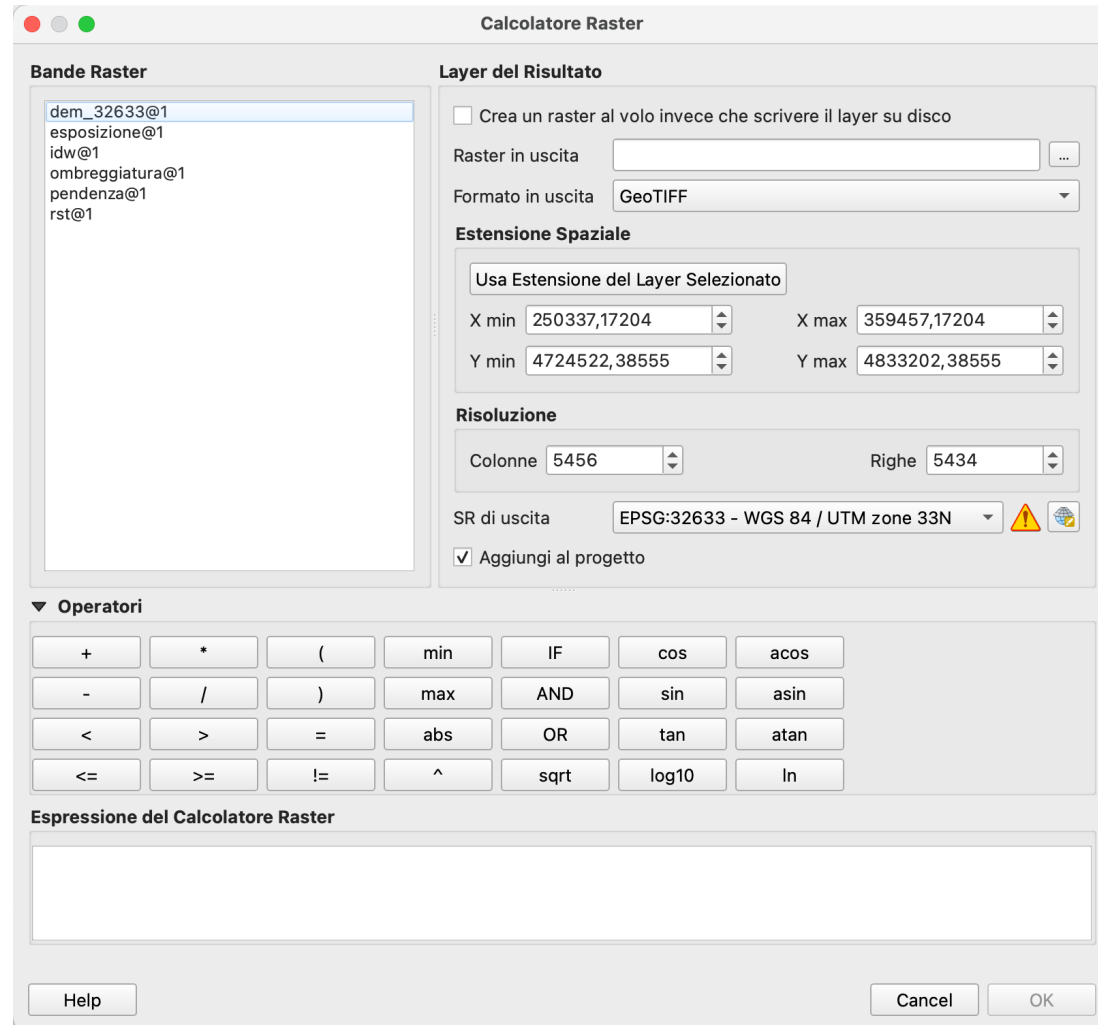 Calcolatore Raster
Bande Raster
dem_32633@1
esposizione@1
idw@1
ombreggiatura@1
pendenza@1
rst@1
Layer del Risultato
Crea un raster al volo invece che scrivere il layer su disco
Raster in uscita ...
Formato in uscita GeoTIFF
Estensione Spaziale
Usa Estensione del Layer Selezionato
X min 250337,17204 X max 359457,17204
Y min 4724522,38555 Y max 4833202,38555
Risoluzione
Colonne 5456 Righe 5434
SR di uscita EPSG:32633 - WGS 84 / UTM zone 33N
Aggiungi al progetto
Operatori
+ * ( min IF cos acos
- / ) max AND sin asin
< > = abs OR tan atan
<= >= != ^ sqrt log10 ln
Espressione del Calcolatore Raster
Help Cancel OK